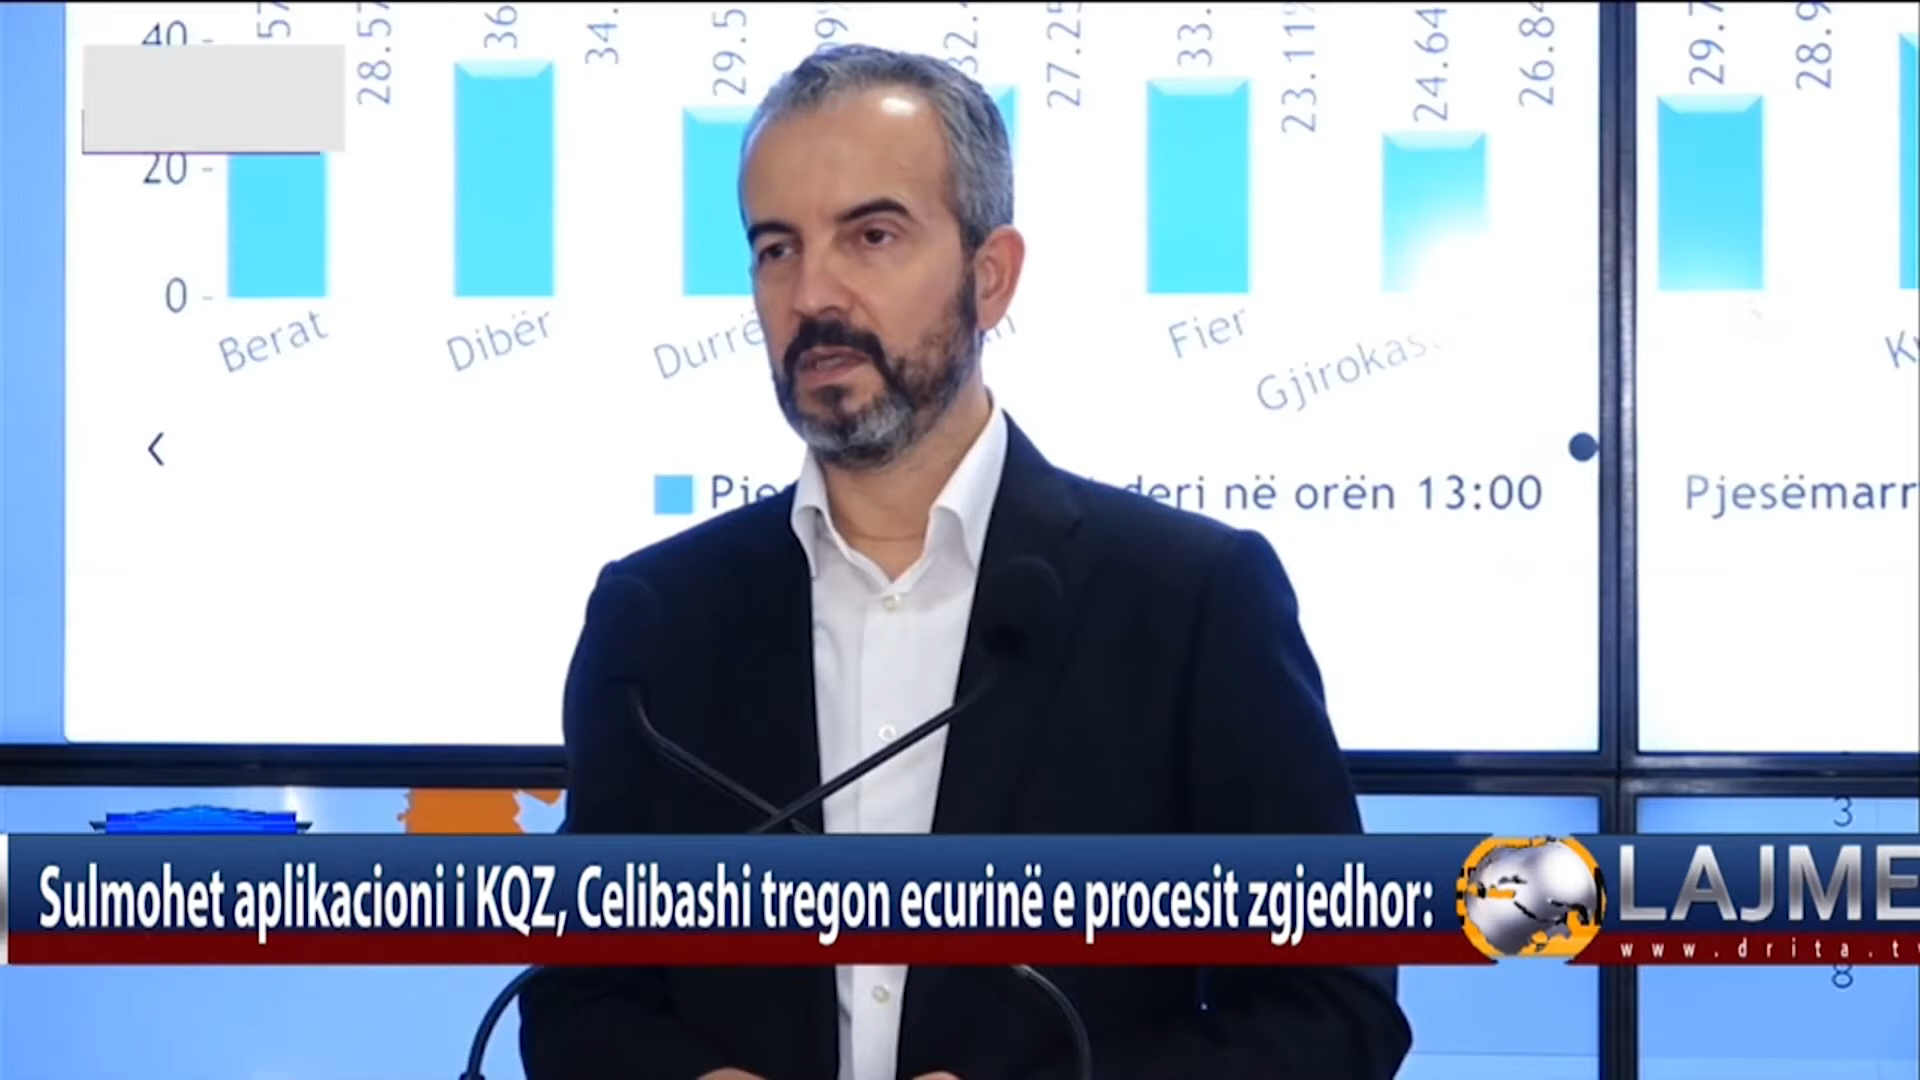 40
20
0
28.57
36
34.
29.5
32.
27.25
33.
23.11%
24.64
26.84
29.7
28.9
Berat
Dibër
Fier
deri në orën 13:00
Pjesëmarr
3
Sulmohet aplikacioni i KQZ, Celibashi tregon ecurinë e procesit zgjedhor:
LAJME
www.drita.tv
8